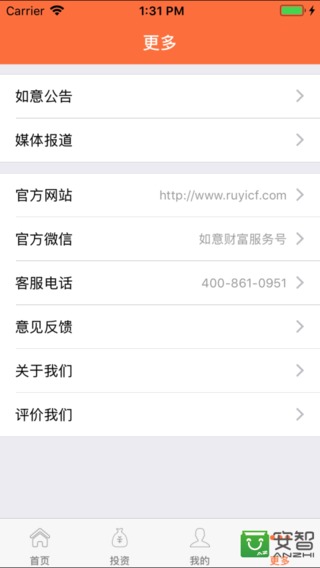 Carrier 1:31 PM
更多
如意公告
媒体报道
官方网站 http://www.ruyicf.com
官方微信 如意财富服务号
客服电话 400-861-0951
意见反馈
关于我们
评价我们
首页 投资 我的 更多
安智
ANZHI